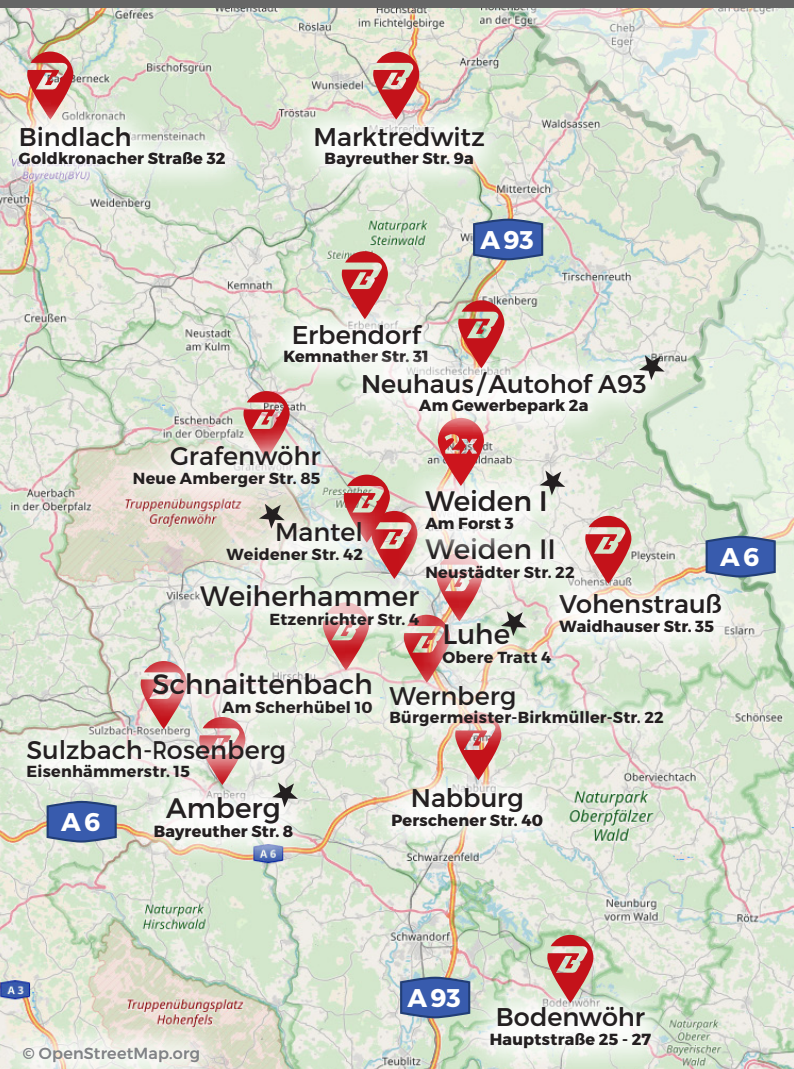 Gefrees
Röslau
im Fichtelgebirge
an der Eger
Cheb
Eger
Bischofsgrün
Arzberg
Wunsiedel
Tröstau
Goldkronach
Waldsassen
Bindlach
Goldkronacher Straße 32
Marktredwitz
Bayreuther Str. 9a
Bayreuth(BYU)
Weidenberg
Mitterteich
Naturpark
Steinwald
A 93
Kemnath
Tirschenreuth
Falkenberg
Creußen
Neustadt
am Kulm
Erbendorf
Kemnather Str. 31
Bärnau
Windischeschenbach
Neuhaus/Autohof A93
Am Gewerbepark 2a
Pressath
Eschenbach
in der Oberpfalz
2x
Grafenwöhr
Neue Amberger Str. 85
Auerbach
in der Oberpfalz
Truppenübungsplatz
Grafenwöhr
Weiden I
Am Forst 3
Mantel
Weidener Str. 42
Weiden II
Neustädter Str. 22
Pleystein
A 6
Vohenstrauß
Vilseck
Weiherhammer
Etzenrichter Str. 4
Vohenstrauß
Waidhauser Str. 35
Eslarn
Luhe
Obere Tratt 4
Hirschau
Schnaittenbach
Am Scherhübel 10
Wernberg
Bürgermeister-Birkmüller-Str. 22
Schönsee
Sulzbach-Rosenberg
Sulzbach-Rosenberg
Eisenhämmerstr. 15
Oberviechtach
Nabburg
Amberg
Amberg
Bayreuther Str. 8
Nabburg
Perschener Str. 40
Naturpark
Oberpfälzer
Wald
A 6
A 6
Schwarzenfeld
Naturpark
Hirschwald
Neunburg
vorm Wald
Rötz
Schwandorf
A 3
A 93
Truppenübungsplatz
Hohenfels
Bodenwöhr
Bodenwöhr
Hauptstraße 25 - 27
Naturpark
Oberer
Bayerischer
Wald
© OpenStreetMap.org
Teublitz